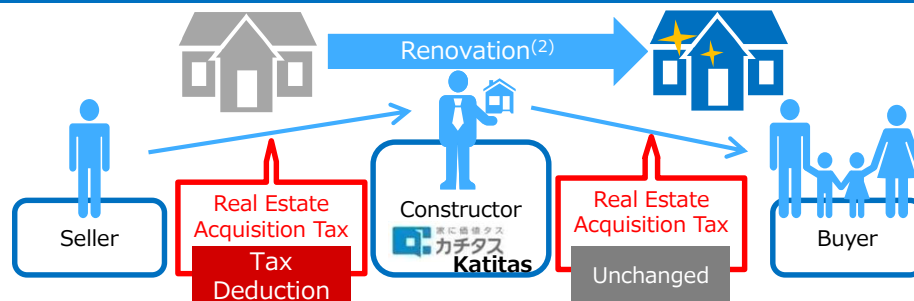 Renovation(2)
Seller
Real Estate
Acquisition Tax
Tax
Deduction
Constructor
家に価値タス
カチタス
Katitas
Real Estate
Acquisition Tax
Unchanged
Buyer